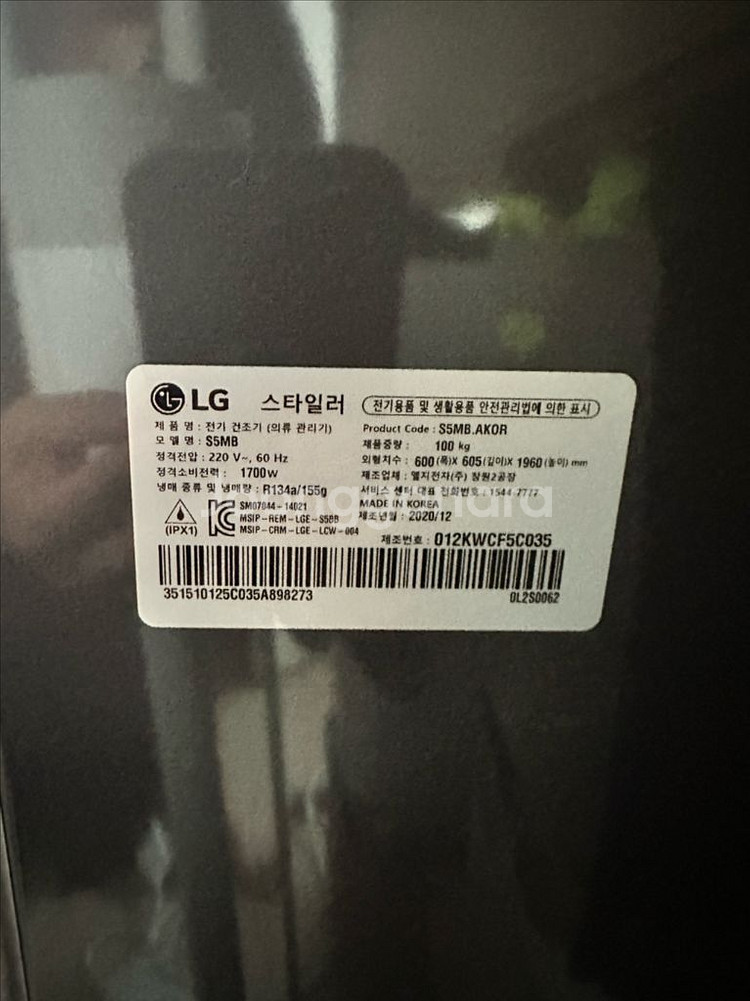 LG 스타일러
전기용품 및 생활용품 안전관리법에 의한 표시
제 품 명 : 전기 건조기 (의류 관리기)
모 델 명 : S5MB
정격전압 : 220 V~, 60 Hz
정격소비전력 : 1700W
냉매 종류 및 냉매량 : R134a/155g
(IPX1)
SM07044-14021
MSIP-REM-LGE-S5BB
MSIP-CRM-LGE-LCW-004
Product Code : S5MB.AKOR
제품중량 : 100 kg
외형치수 : 600 (폭)X 605(깊이)X 1960(높이) mm
제조업체 : 엘지전자(주) 창원2공장
서비스 센터 대표 전화번호 : 1544-7777
MADE IN KOREA
제조년월 : 2020/12
제조번호 : 012KWCF5C035
351510125C035A898273
0L2S0062